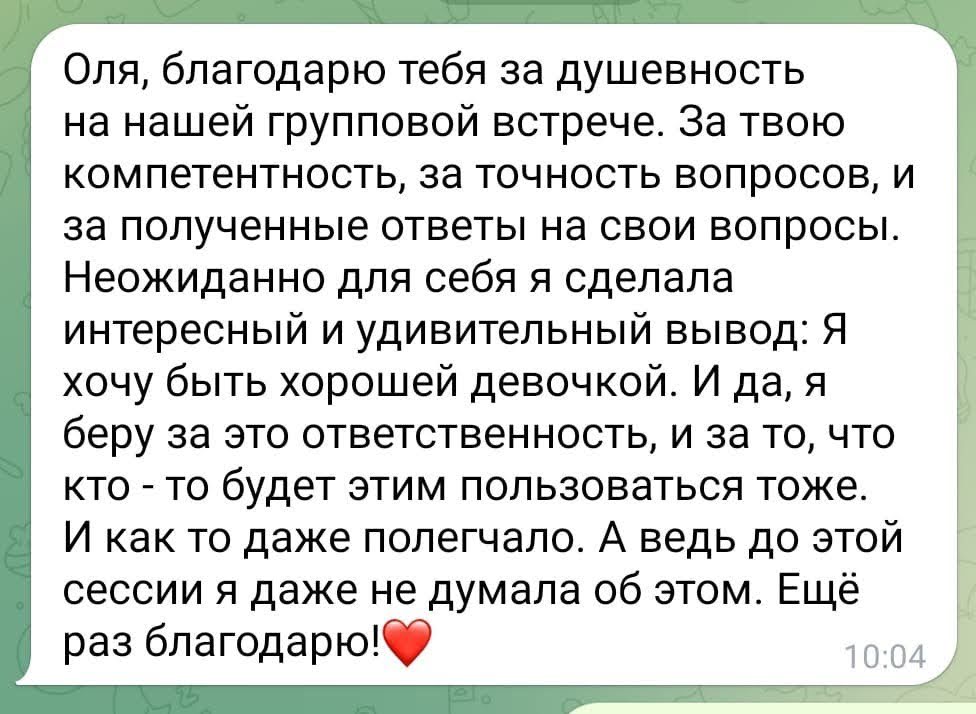 Оля, благодарю тебя за душевность
на нашей групповой встрече. За твою
компетентность, за точность вопросов, и
за полученные ответы на свои вопросы.
Неожиданно для себя я сделала
интересный и удивительный вывод: Я
хочу быть хорошей девочкой. И да, я
беру за это ответственность, и за то, что
кто - то будет этим пользоваться тоже.
И как то даже полегчало. А ведь до этой
сессии я даже не думала об этом. Ещё
раз благодарю!❤️
10:04